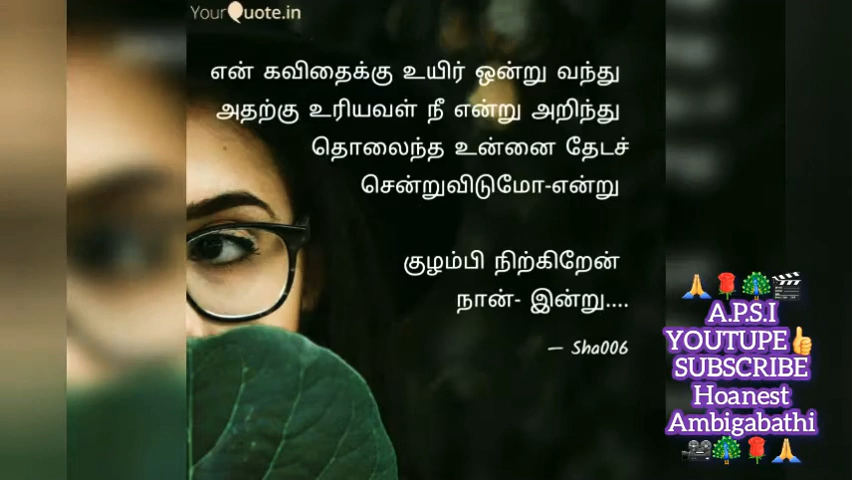 YourQuote.in
என் கவிதைக்கு உயிர் ஒன்று வந்து
அதற்கு உரியவள் நீ என்று அறிந்து
தொலைந்த உன்னை தேடச்
சென்றுவிடுமோ-என்று
குழம்பி நிற்கிறேன்
நான்- இன்று....
— Sha006
🙏🌹🦚🎬
A.P.S.I
YOUTUPE👍
SUBSCRIBE
Hoanest
Ambigabathi
🎥🦚🌹🙏